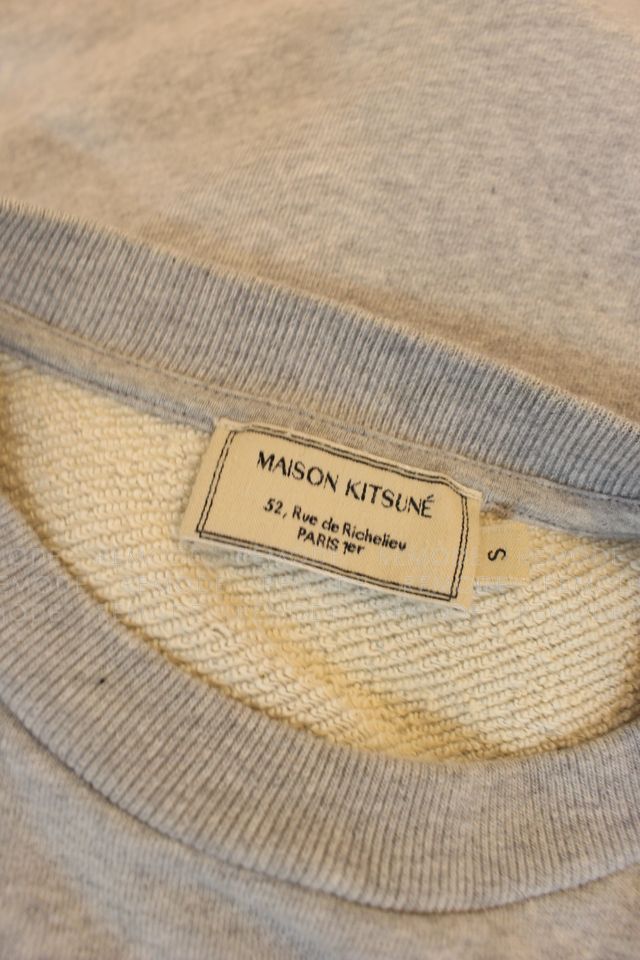 MAISON KITSUNÉ
52, Rue de Richelieu
PARIS 1er
S